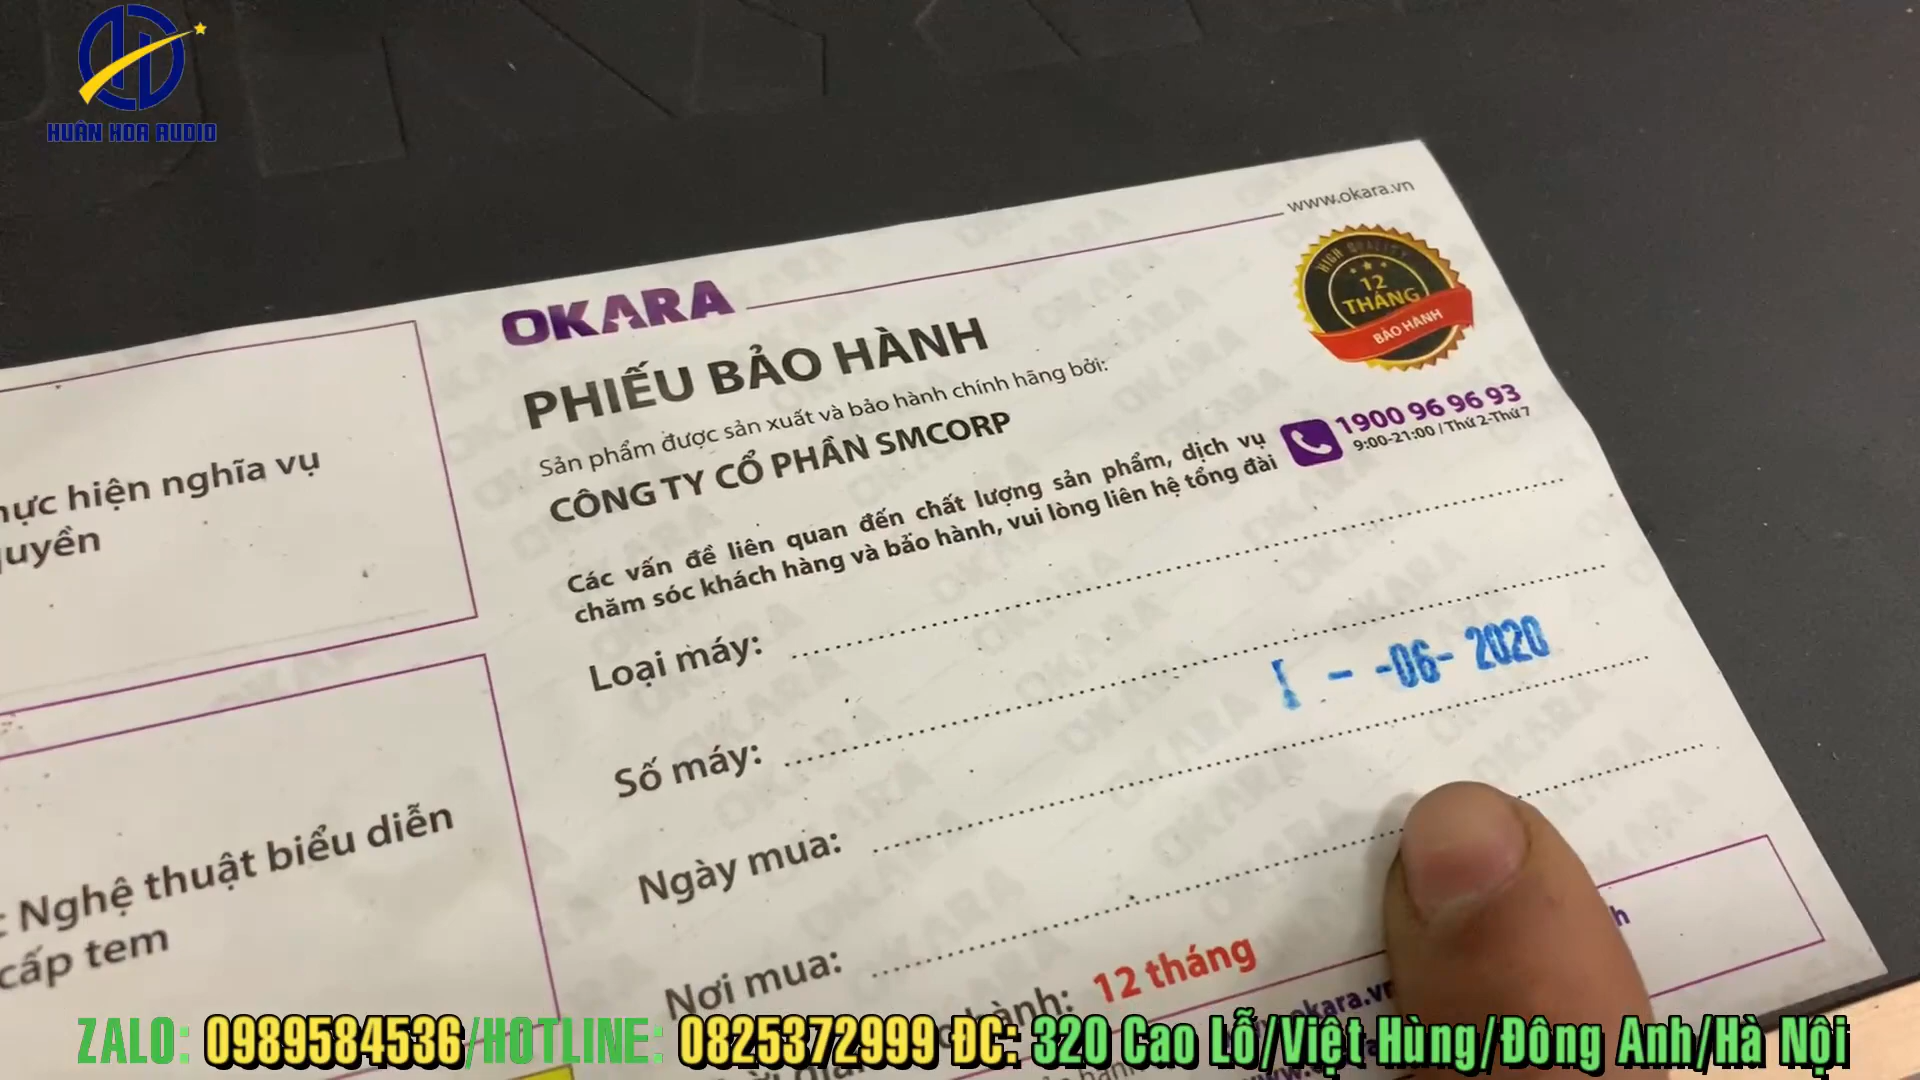 HUÂN HOA AUDIO
www.okara.vn
OKARA
HIGH QUALITY
12
THÁNG
BẢO HÀNH
PHIẾU BẢO HÀNH
Sản phẩm được sản xuất và bảo hành chính hãng bởi:
CÔNG TY CỔ PHẦN SMCORP
1900 96 96 93
9:00-21:00 / Thứ 2-Thứ 7
Các vấn đề liên quan đến chất lượng sản phẩm, dịch vụ
chăm sóc khách hàng và bảo hành, vui lòng liên hệ tổng đài
hiện nghĩa vụ
Loại máy:
-06- 2020
Số máy:
Ngày mua:
Nghệ thuật biểu diễn
cấp tem
Nơi mua:
hành: 12 tháng
ZALO: 0989584536/HOTLINE: 0825372999 ĐC: 320 Cao Lỗ/Việt Hùng/Đông Anh/Hà Nội